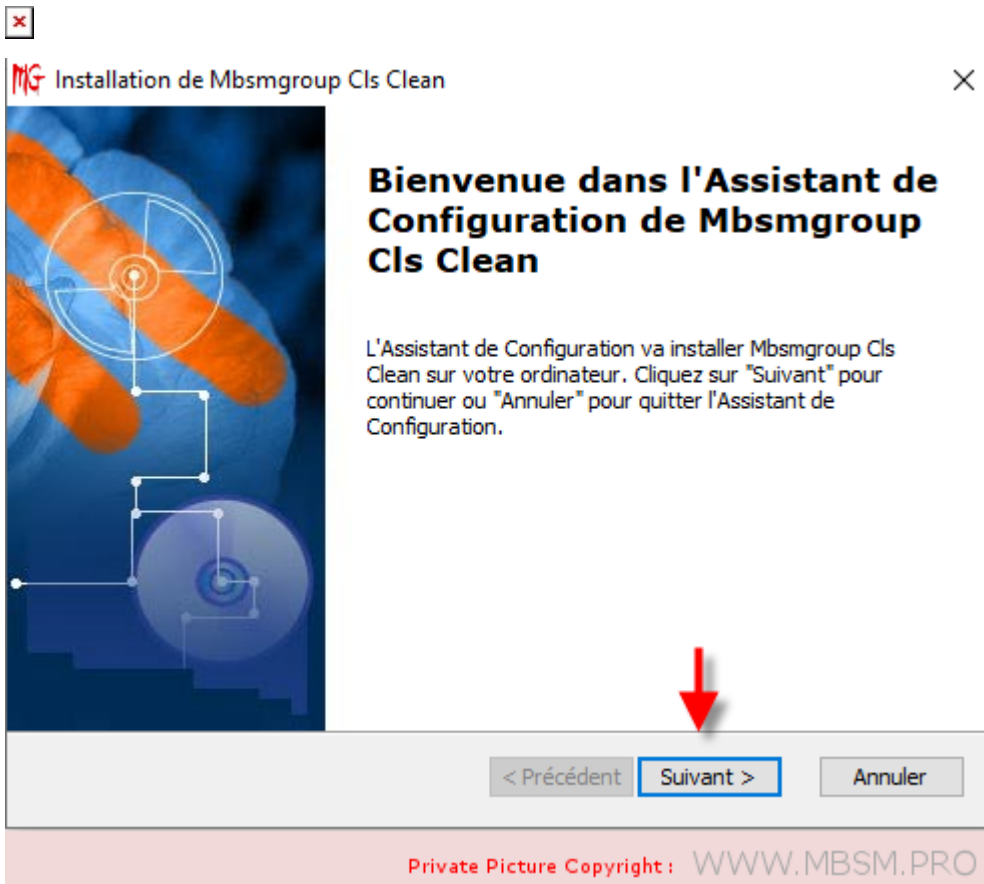 MG Installation de Mbsmgroup Cls Clean
Bienvenue dans l'Assistant de
Configuration de Mbsmgroup
Cls Clean
L'Assistant de Configuration va installer Mbsmgroup Cls
Clean sur votre ordinateur. Cliquez sur "Suivant" pour
continuer ou "Annuler" pour quitter l'Assistant de
Configuration.
< Précédent Suivant > Annuler
Private Picture Copyright : WWW.MBSM.PRO